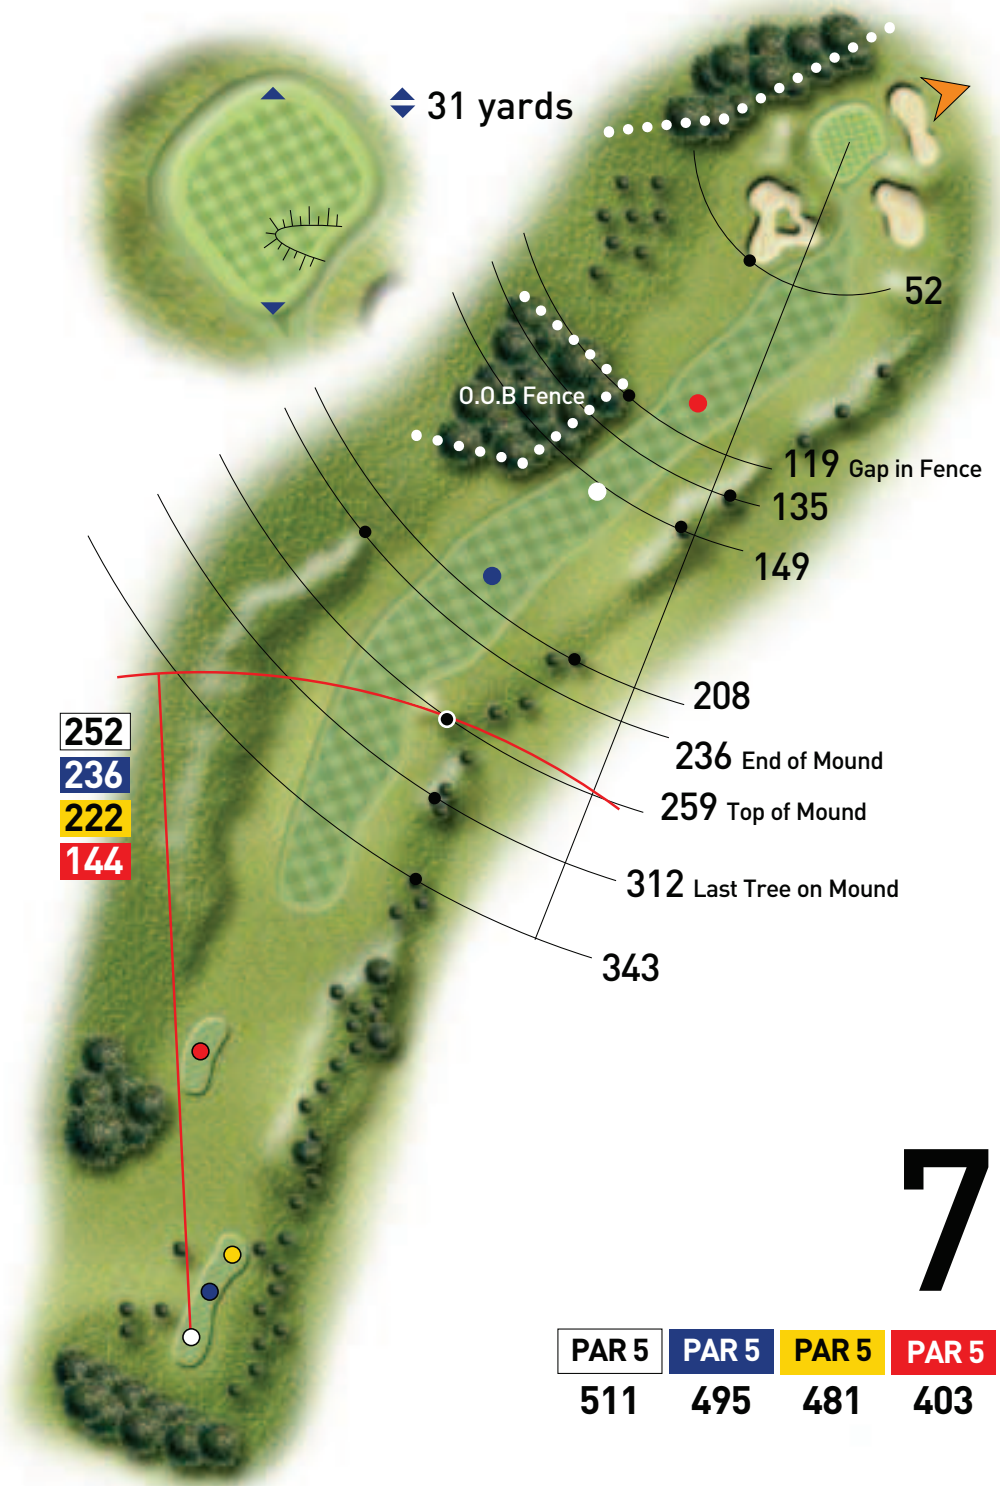 31 yards
52
O.O.B Fence
119 Gap in Fence
135
149
208
252
236
222
144
236 End of Mound
259 Top of Mound
312 Last Tree on Mound
343
7
PAR 5 PAR 5 PAR 5 PAR 5
511 495 481 403